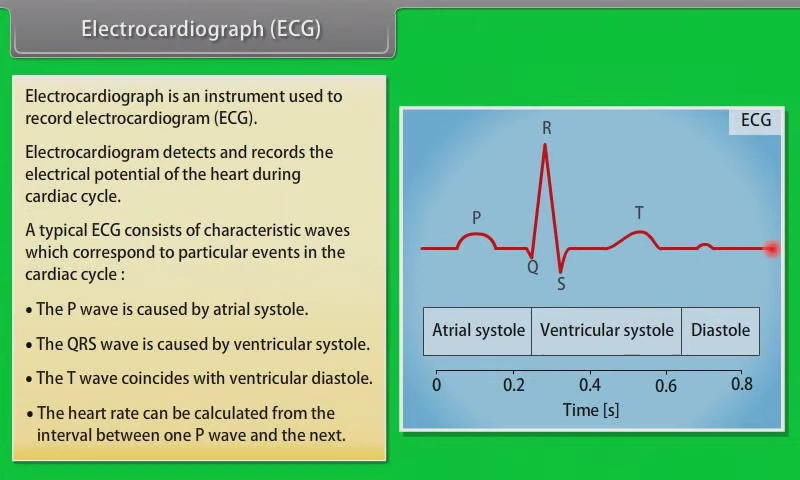 Electrocardiograph (ECG)
Electrocardiograph is an instrument used to
record electrocardiogram (ECG).
Electrocardiogram detects and records the
electrical potential of the heart during
cardiac cycle.
A typical ECG consists of characteristic waves
which correspond to particular events in the
cardiac cycle :
• The P wave is caused by atrial systole.
• The QRS wave is caused by ventricular systole.
• The T wave coincides with ventricular diastole.
• The heart rate can be calculated from the
interval between one P wave and the next.
ECG
R
P
T
Q
S
Atrial systole Ventricular systole Diastole
0 0.2 0.4 0.6 0.8
Time [s]